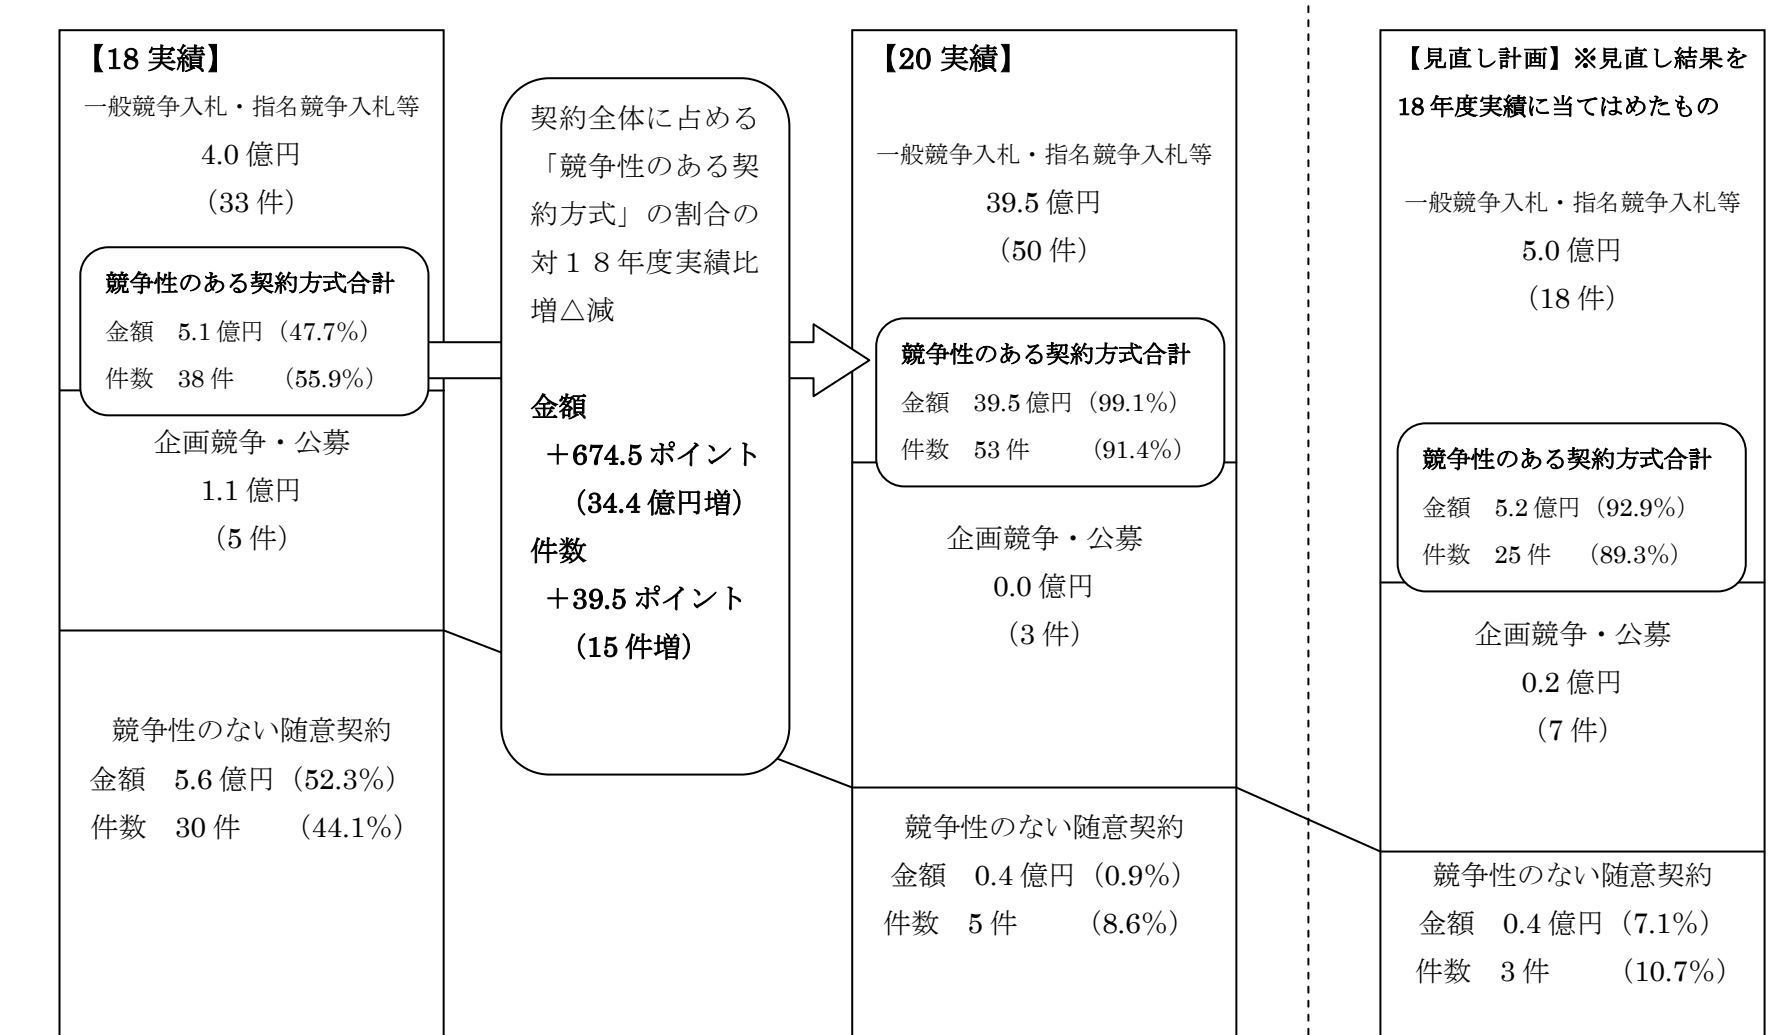 【18 実績】
一般競争入札・指名競争入札等
4.0 億円
（33 件）
競争性のある契約方式合計
金額　5.1 億円（47.7%）
件数　38 件　（55.9%）
企画競争・公募
1.1 億円
（5 件）
競争性のない随意契約
金額　5.6 億円（52.3%）
件数　30 件　（44.1%）
契約全体に占める
「競争性のある契
約方式」の割合の
対１８年度実績比
増△減
金額
＋674.5 ポイント
（34.4 億円増）
件数
＋39.5 ポイント
（15 件増）
【20 実績】
一般競争入札・指名競争入札等
39.5 億円
（50 件）
競争性のある契約方式合計
金額　39.5 億円（99.1%）
件数　53 件　（91.4%）
企画競争・公募
0.0 億円
（3 件）
競争性のない随意契約
金額　0.4 億円（0.9%）
件数　5 件　（8.6%）
【見直し計画】※見直し結果を
18 年度実績に当てはめたもの
一般競争入札・指名競争入札等
5.0 億円
（18 件）
競争性のある契約方式合計
金額　5.2 億円（92.9%）
件数　25 件　（89.3%）
企画競争・公募
0.2 億円
（7 件）
競争性のない随意契約
金額　0.4 億円（7.1%）
件数　3 件　（10.7%）